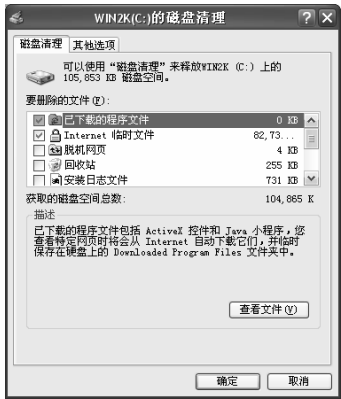 WIN2K(C:)的磁盘清理
磁盘清理 其他选项
可以使用“磁盘清理”来释放WIN2K (C:) 上的
105,853 KB 磁盘空间。
要删除的文件(F):
已下载的程序文件 0 KB
Internet 临时文件 82,73...
脱机网页 4 KB
回收站 255 KB
安装日志文件 731 KB
获取的磁盘空间总数: 104,865 K
描述
已下载的程序文件包括 ActiveX 控件和 Java 小程序，您
查看特定网页时将会从 Internet 自动下载它们，并临时
保存在硬盘上的 Downloaded Program Files 文件夹中。
查看文件(V)
确定 取消